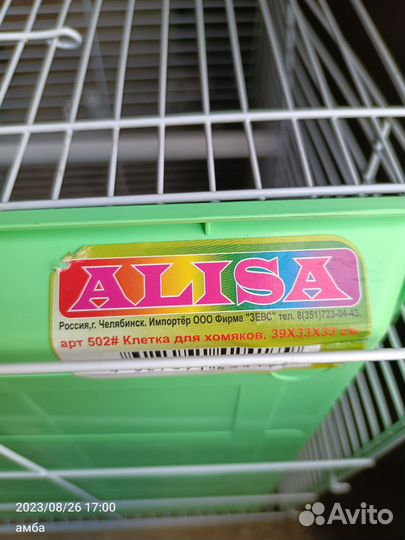 ALISA
Россия,г. Челябинск. Импортёр ООО Фирма "ЗЕВС" тел. 8(351)723-04-43.
арт 502# Клетка для хомяков, 39Х33Х33 см.
2023/08/26 17:00
амба
Avito